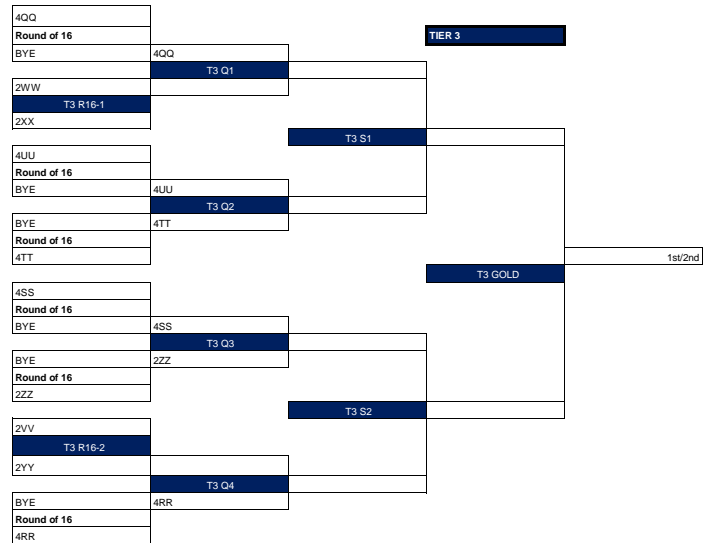 4QQ
Round of 16
TIER 3
BYE
4QQ
T3 Q1
2WW
T3 R16-1
2XX
T3 S1
4UU
Round of 16
BYE
4UU
T3 Q2
BYE
4TT
Round of 16
4TT
1st/2nd
T3 GOLD
4SS
Round of 16
BYE
4SS
T3 Q3
BYE
2ZZ
Round of 16
2ZZ
T3 S2
2VV
T3 R16-2
2YY
T3 Q4
BYE
4RR
Round of 16
4RR